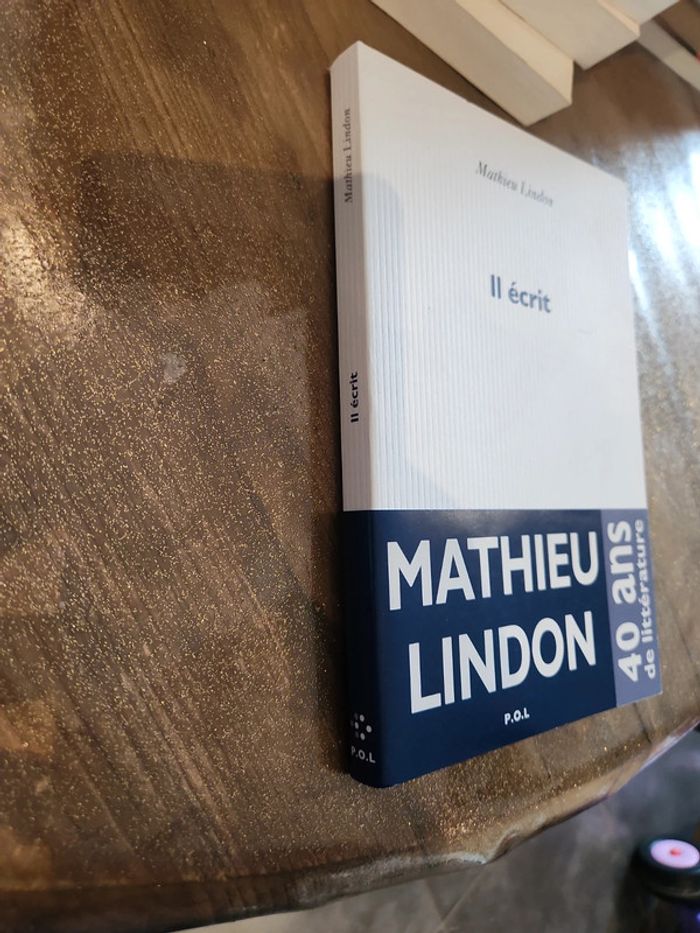 Mathieu Lindon
Il écrit
Mathieu Lindon
Il écrit
MATHIEU
LINDON
P.O.L
40 ans
de littérature
P.O.L